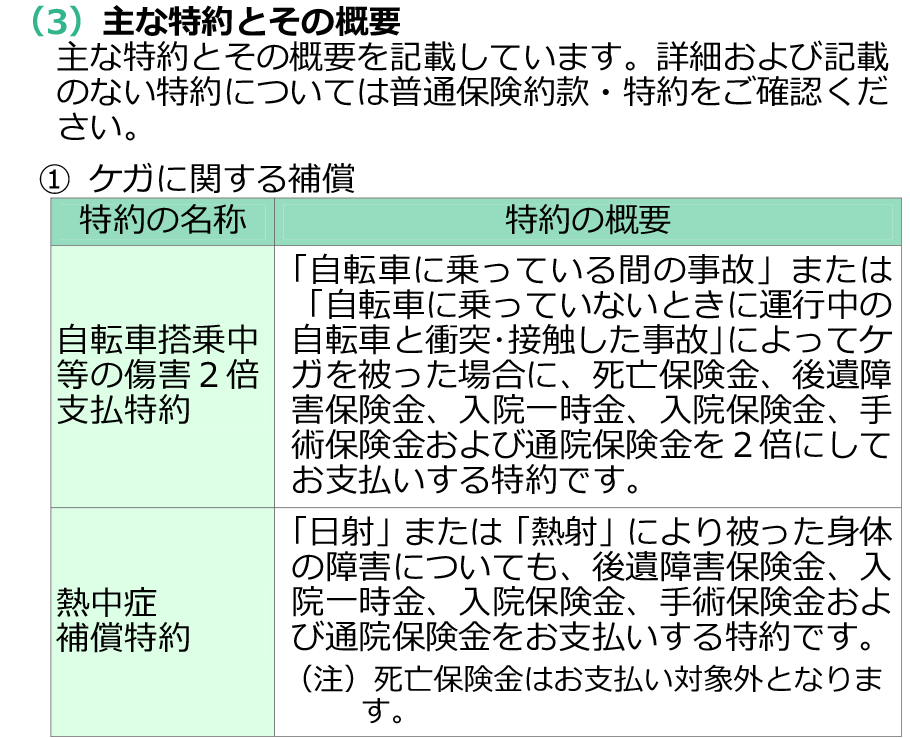 （3）主な特約とその概要
主な特約とその概要を記載しています。詳細および記載
のない特約については普通保険約款・特約をご確認くだ
さい。
① ケガに関する補償
特約の名称
特約の概要
自転車搭乗中
等の傷害２倍
支払特約
「自転車に乗っている間の事故」または
「自転車に乗っていないときに運行中の
自転車と衝突・接触した事故」によってケ
ガを被った場合に、死亡保険金、後遺障
害保険金、入院一時金、入院保険金、手
術保険金および通院保険金を２倍にして
お支払いする特約です。
熱中症
補償特約
「日射」または「熱射」により被った身体
の障害についても、後遺障害保険金、入
院一時金、入院保険金、手術保険金およ
び通院保険金をお支払いする特約です。
（注）死亡保険金はお支払い対象外となりま
す。